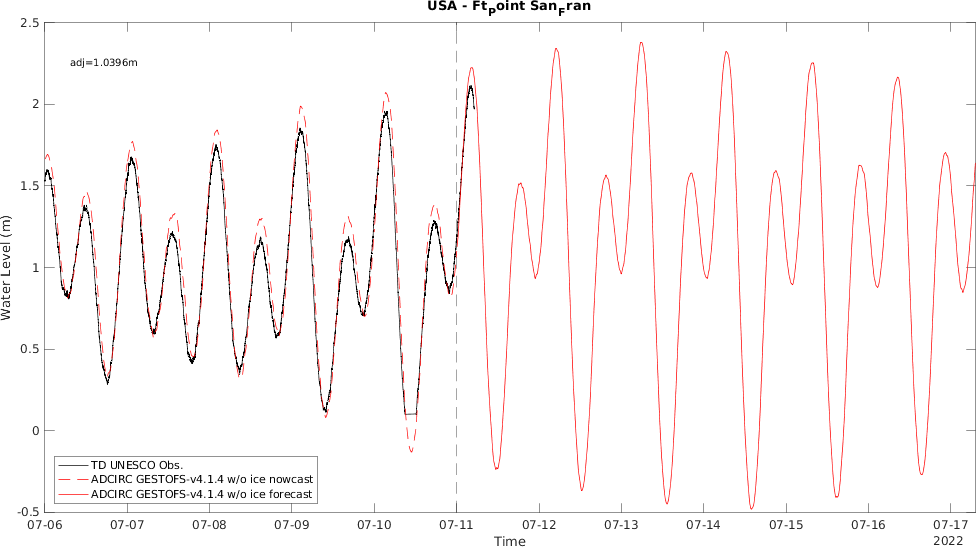 USA - FtPoint SanFran
adj=1.0396m
2.5
2
1.5
1
0.5
0
-0.5
Water Level (m)
TD UNESCO Obs.
ADCIRC GESTOFS-v4.1.4 w/o ice nowcast
ADCIRC GESTOFS-v4.1.4 w/o ice forecast
07-06 07-07 07-08 07-09 07-10 07-11 07-12 07-13 07-14 07-15 07-16 07-17
Time
2022